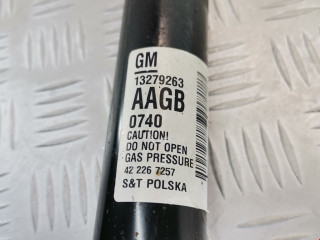 GM
13279263
AAGB
0740
CAUTION!
DO NOT OPEN
GAS PRESSURE
42 226 7257
S&T POLSKA